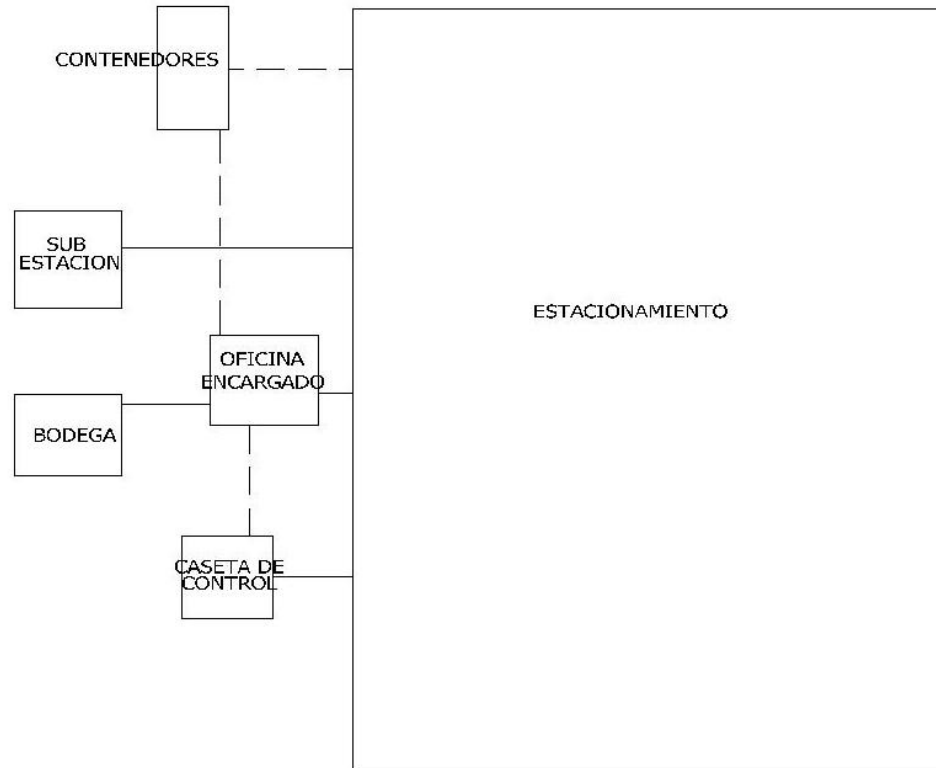 CONTENEDORES
SUB
ESTACION
ESTACIONAMIENTO
OFICINA
ENCARGADO
BODEGA
CASETA DE
CONTROL